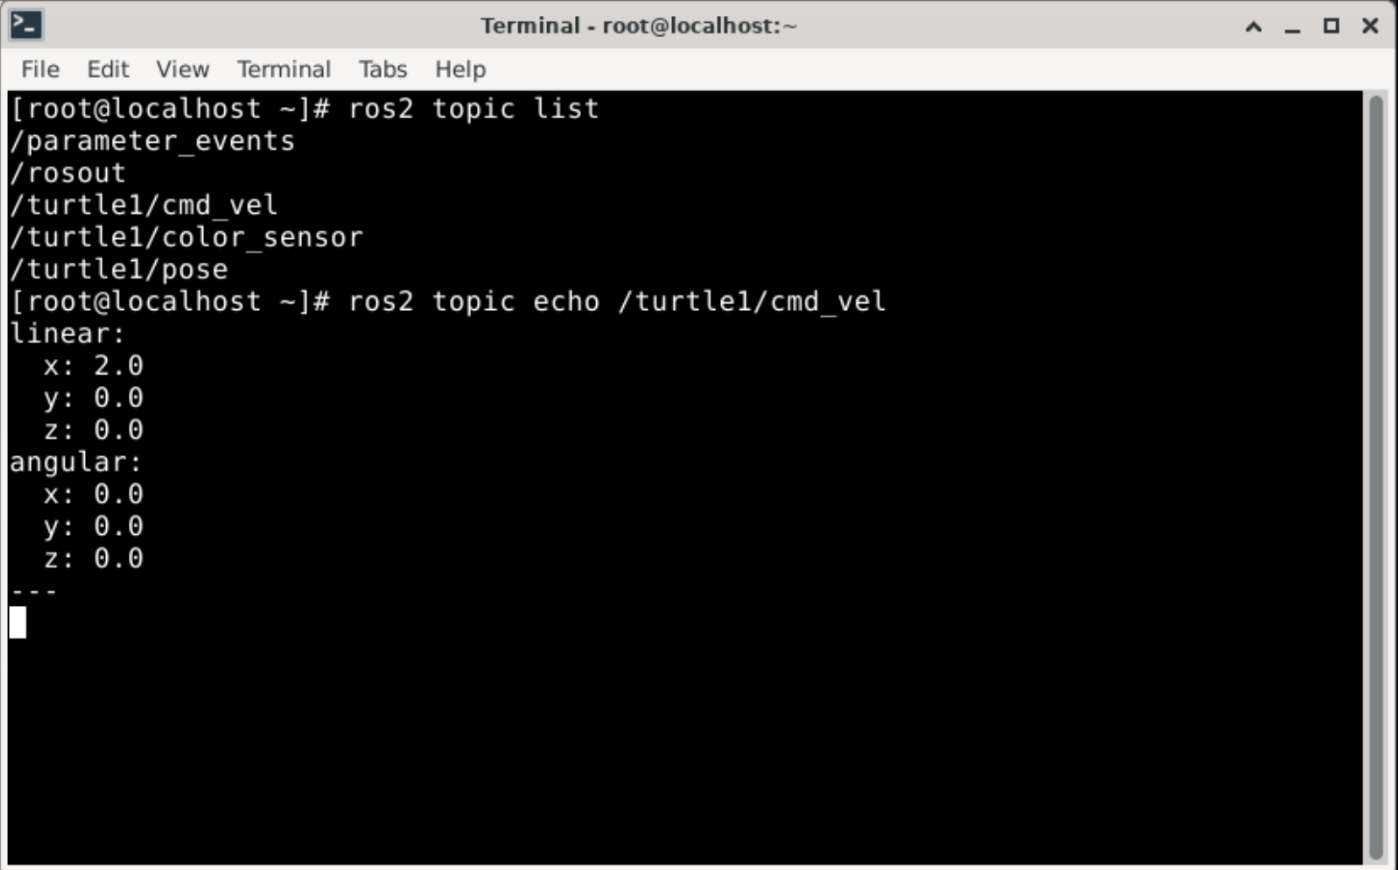 Terminal - root@localhost:~
File Edit View Terminal Tabs Help
[root@localhost ~]# ros2 topic list
/parameter_events
/rosout
/turtle1/cmd_vel
/turtle1/color_sensor
/turtle1/pose
[root@localhost ~]# ros2 topic echo /turtle1/cmd_vel
linear:
  x: 2.0
  y: 0.0
  z: 0.0
angular:
  x: 0.0
  y: 0.0
  z: 0.0
---